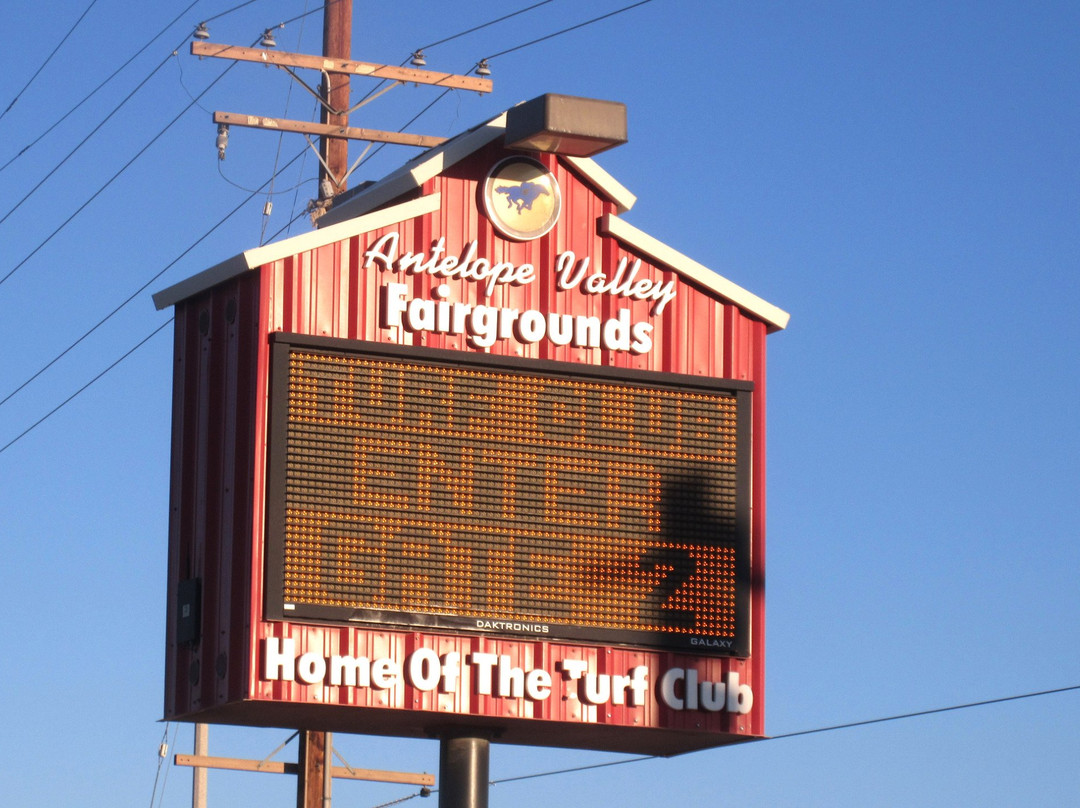 Antelope Valley
Fairgrounds
TURF CLUB
ENTER
GATE 2
DAKTRONICS
GALAXY
Home Of The Turf Club